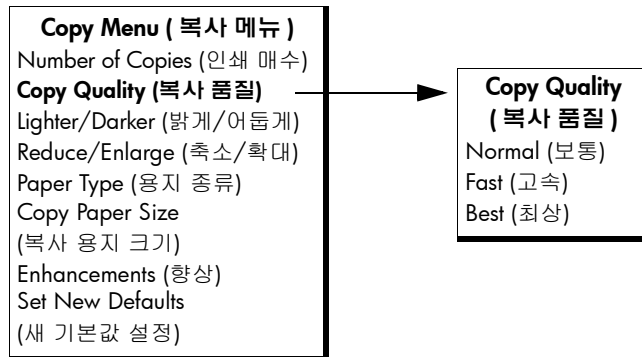 Copy Menu ( 복사 메뉴 )
Number of Copies (인쇄 매수)
Copy Quality (복사 품질)
Lighter/Darker (밝게/어둡게)
Reduce/Enlarge (축소/확대)
Paper Type (용지 종류)
Copy Paper Size
(복사 용지 크기)
Enhancements (향상)
Set New Defaults
(새 기본값 설정)
Copy Quality
( 복사 품질 )
Normal (보통)
Fast (고속)
Best (최상)